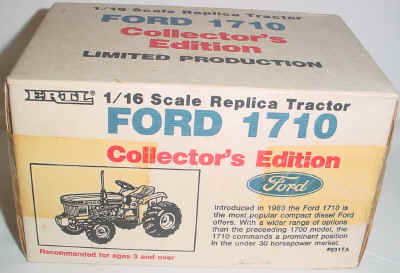 1/16 Scale Replica Tractor
FORD 1710
Collector's
Edition
LIMITED PRODUCTION
ERTL 1/16 Scale Replica Tractor
FORD 1710
Collector's Edition
Ford
Introduced in 1983 the Ford 1710 is
the most popular compact diesel Ford
offers. With a wider range of options
than the preceeding 1700 model, the
1710 commands a prominent position
in the under 30 horsepower market.
Recommended for ages 3 and over